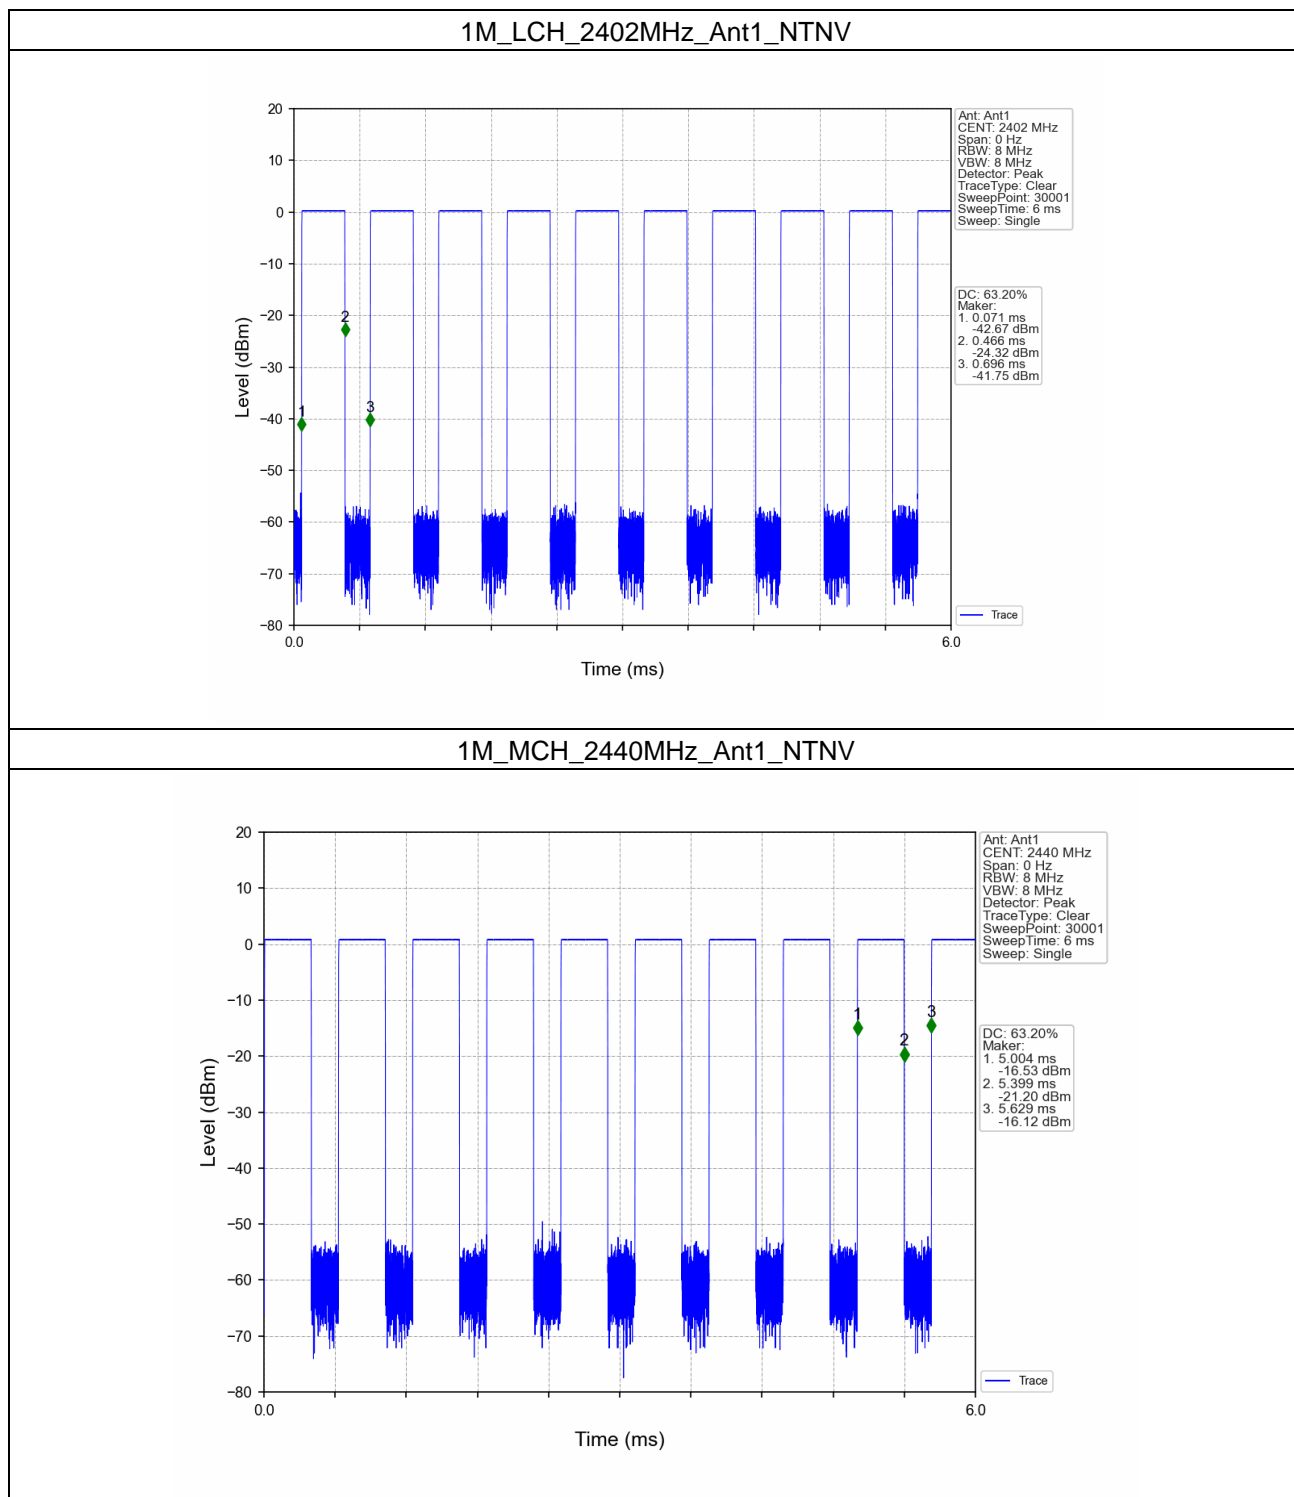 1M_LCH_2402MHz_Ant1_NTNV
20
10
0
−10
−20
−30
−40
−50
−60
−70
−80
Level (dBm)
1
2
3
0.0
6.0
Time (ms)
Ant: Ant1
CENT: 2402 MHz
Span: 0 Hz
RBW: 8 MHz
VBW: 8 MHz
Detector: Peak
TraceType: Clear
SweepPoint: 30001
SweepTime: 6 ms
Sweep: Single
DC: 63.20%
Maker:
1. 0.071 ms
-42.67 dBm
2. 0.466 ms
-24.32 dBm
3. 0.696 ms
-41.75 dBm
Trace
1M_MCH_2440MHz_Ant1_NTNV
20
10
0
−10
−20
−30
−40
−50
−60
−70
−80
Level (dBm)
1
2
3
0.0
6.0
Time (ms)
Ant: Ant1
CENT: 2440 MHz
Span: 0 Hz
RBW: 8 MHz
VBW: 8 MHz
Detector: Peak
TraceType: Clear
SweepPoint: 30001
SweepTime: 6 ms
Sweep: Single
DC: 63.20%
Maker:
1. 5.004 ms
-16.53 dBm
2. 5.399 ms
-21.20 dBm
3. 5.629 ms
-16.12 dBm
Trace